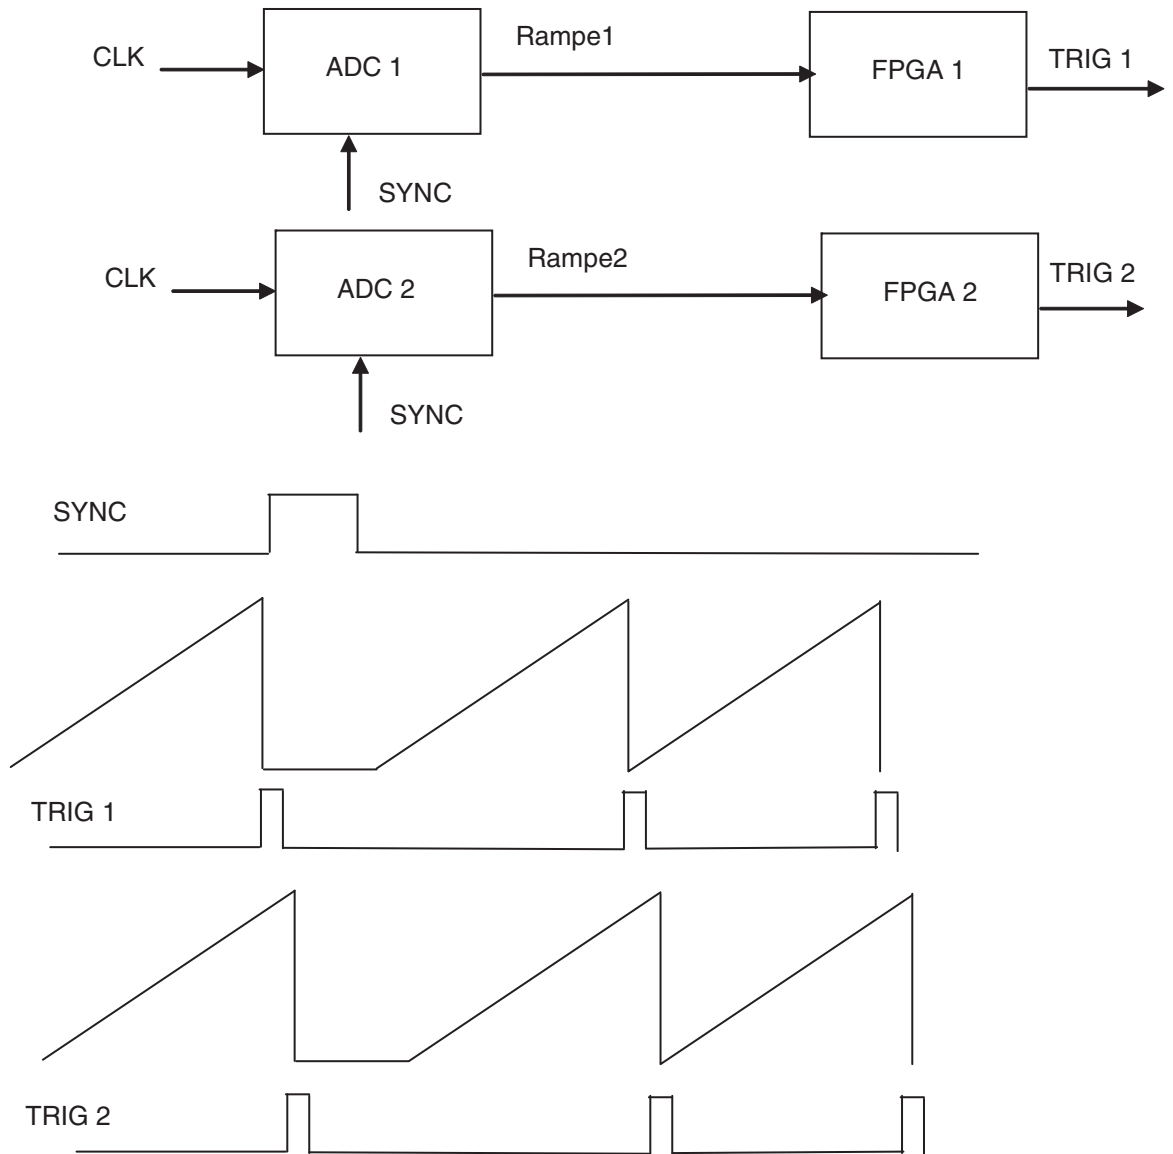 CLK
ADC 1
Rampe1
FPGA 1
TRIG 1
SYNC
CLK
ADC 2
Rampe2
FPGA 2
TRIG 2
SYNC
SYNC
TRIG 1
TRIG 2